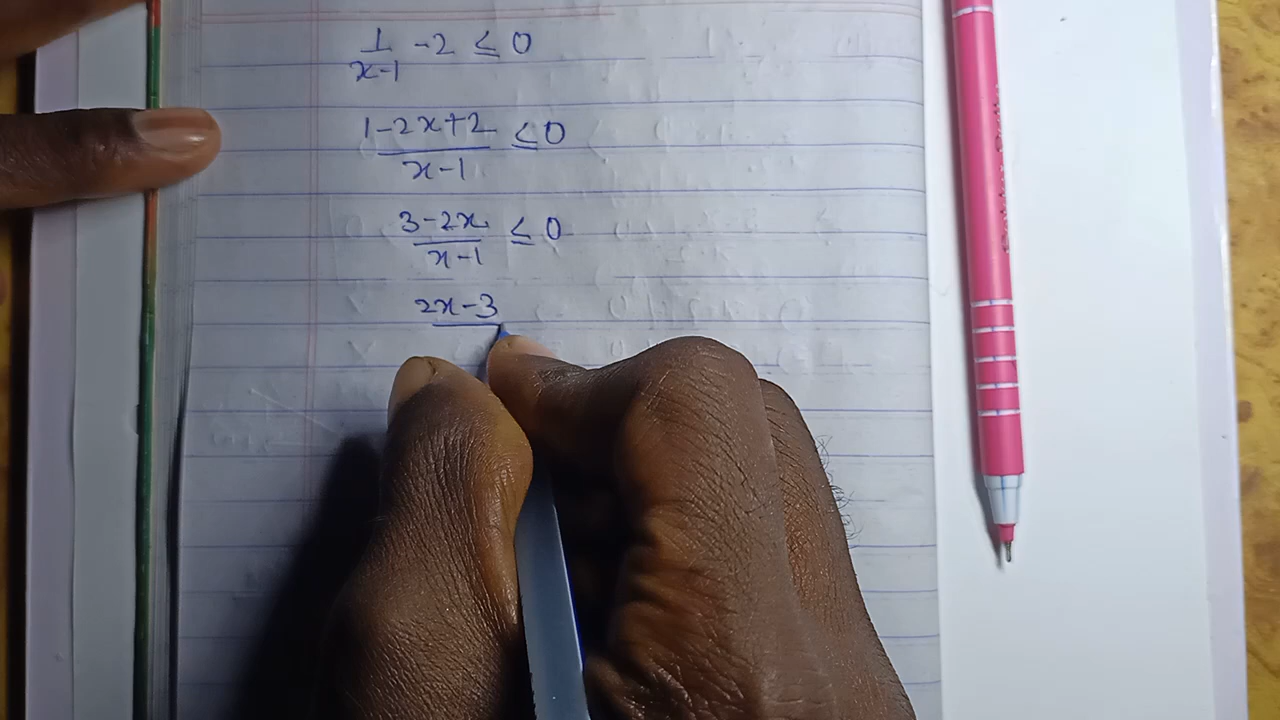 1/(x-1) -2 ≤ 0
(1-2x+2)/(x-1) ≤ 0
(3-2x)/(x-1) ≤ 0
2x-3